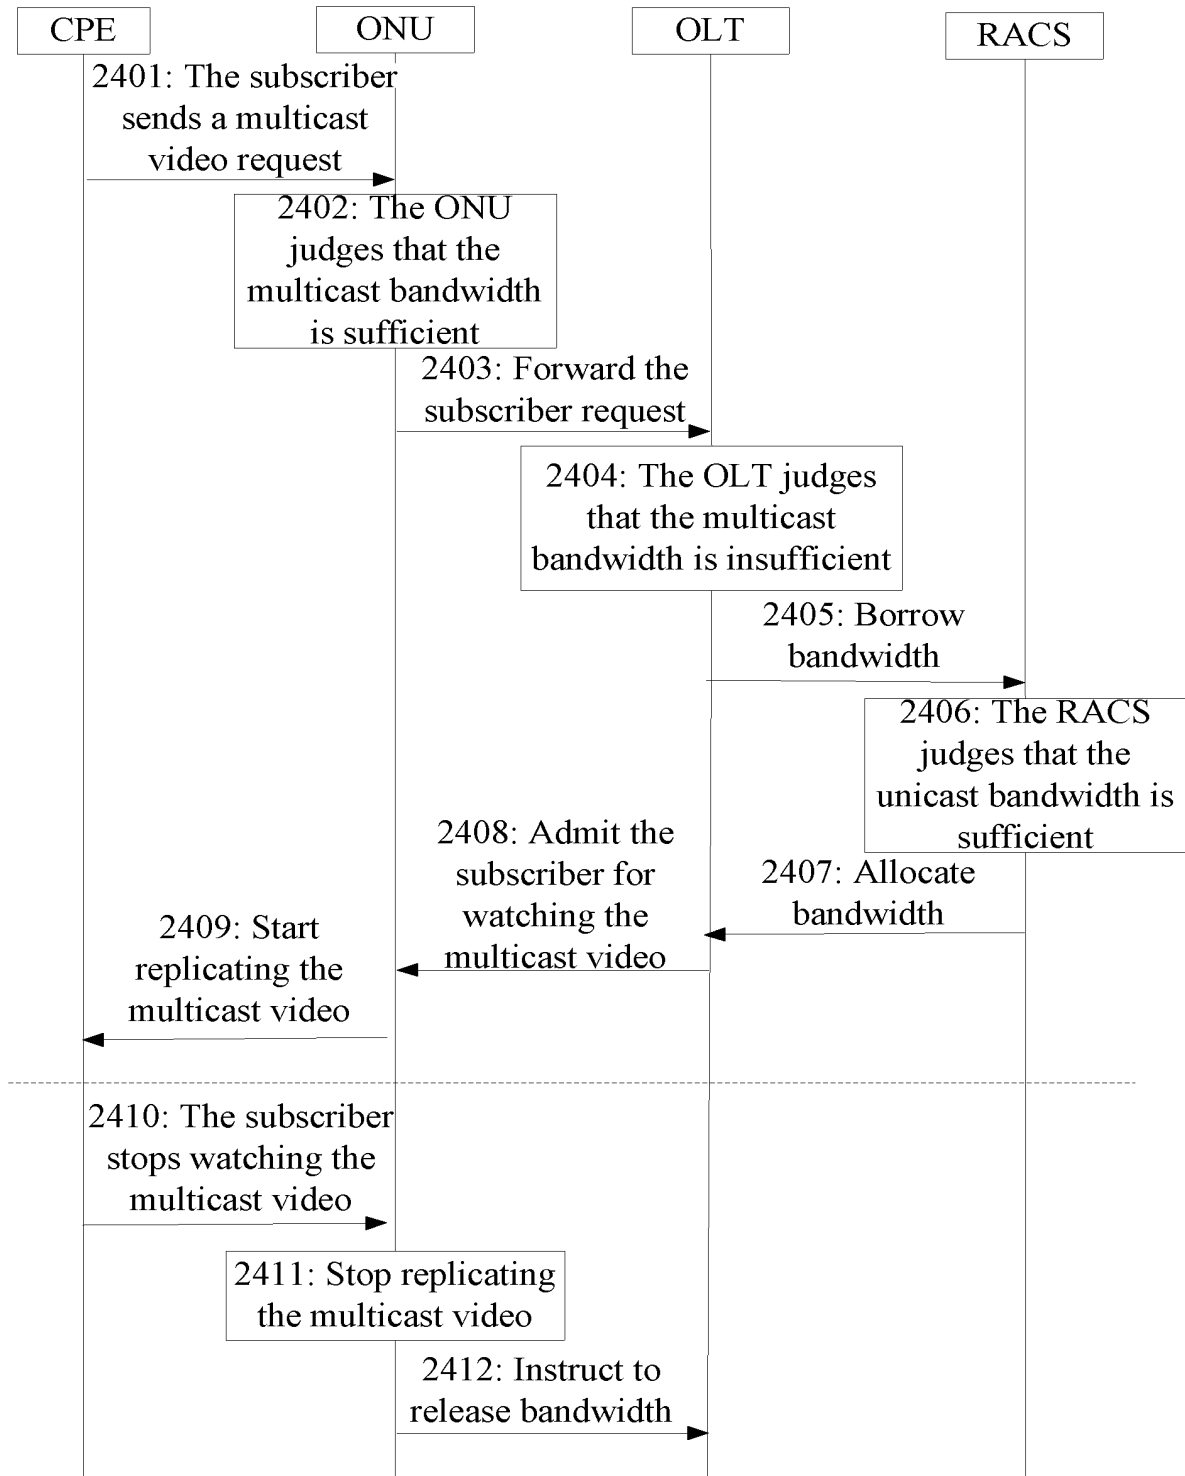 CPE
ONU
OLT
RACS
2401: The subscriber
sends a multicast
video request
2402: The ONU
judges that the
multicast bandwidth
is sufficient
2403: Forward the
subscriber request
2404: The OLT judges
that the multicast
bandwidth is insufficient
2405: Borrow
bandwidth
2406: The RACS
judges that the
unicast bandwidth is
sufficient
2407: Allocate
bandwidth
2408: Admit the
subscriber for
watching the
multicast video
2409: Start
replicating the
multicast video
2410: The subscriber
stops watching the
multicast video
2411: Stop replicating
the multicast video
2412: Instruct to
release bandwidth